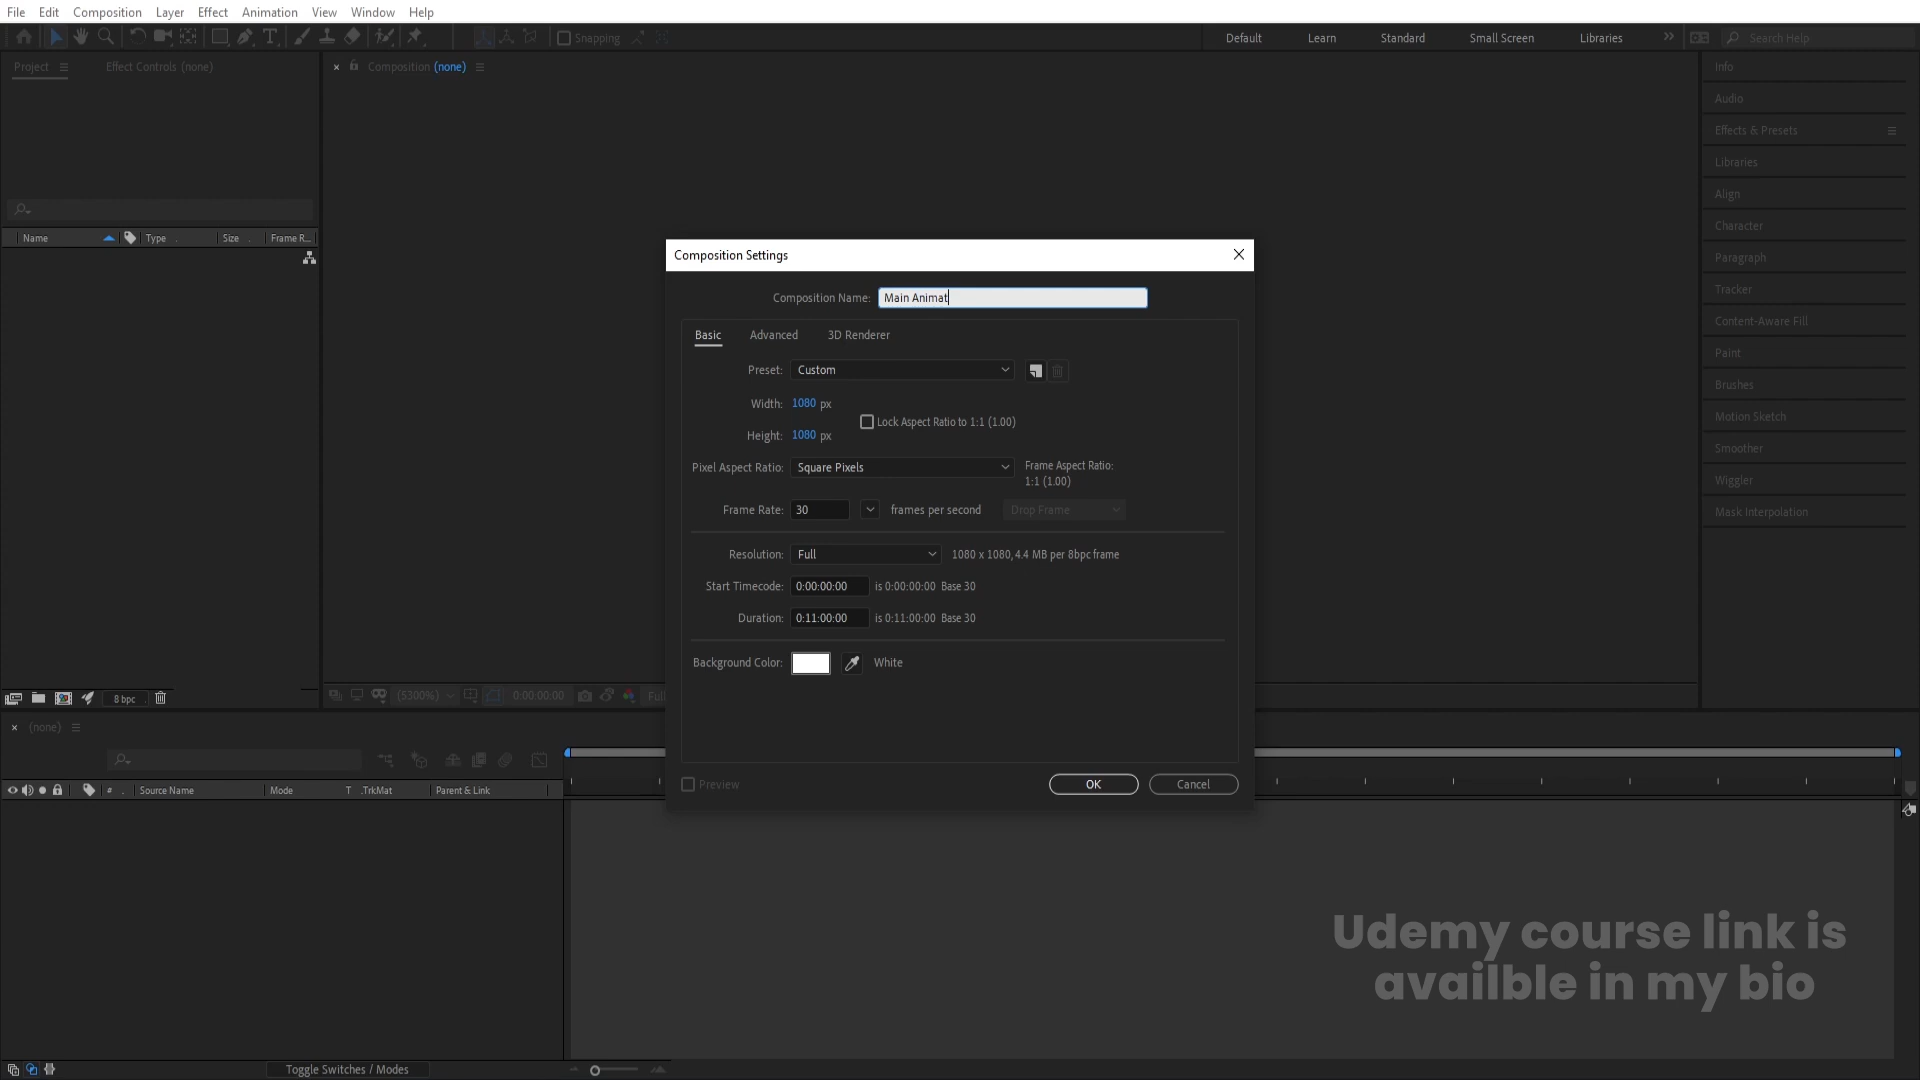 File Edit Composition Layer Effect Animation View Window Help
Snapping Default Learn Standard Small Screen Libraries Search Help
Project Effect Controls (none) Composition (none)
Info
Audio
Effects & Presets
Libraries
Align
Character
Paragraph
Tracker
Content-Aware Fill
Paint
Brushes
Motion Sketch
Smoother
Wiggler
Mask Interpolation
Name Type Size Frame R...
Composition Settings
Composition Name: Main Animat
Basic Advanced 3D Renderer
Preset: Custom
Width: 1080 px
Lock Aspect Ratio to 1:1 (1.00)
Height: 1080 px
Pixel Aspect Ratio: Square Pixels Frame Aspect Ratio:
1:1 (1.00)
Frame Rate: 30 frames per second Drop Frame
Resolution: Full 1080 x 1080, 4.4 MB per 8bpc frame
Start Timecode: 0:00:00:00 is 0:00:00:00 Base 30
Duration: 0:11:00:00 is 0:11:00:00 Base 30
Background Color: White
Preview OK Cancel
8 bpc (5300%) 0:00:00:00 Full
(none)
# Source Name Mode T .TrkMat Parent & Link
Udemy course link is
availble in my bio
Toggle Switches / Modes